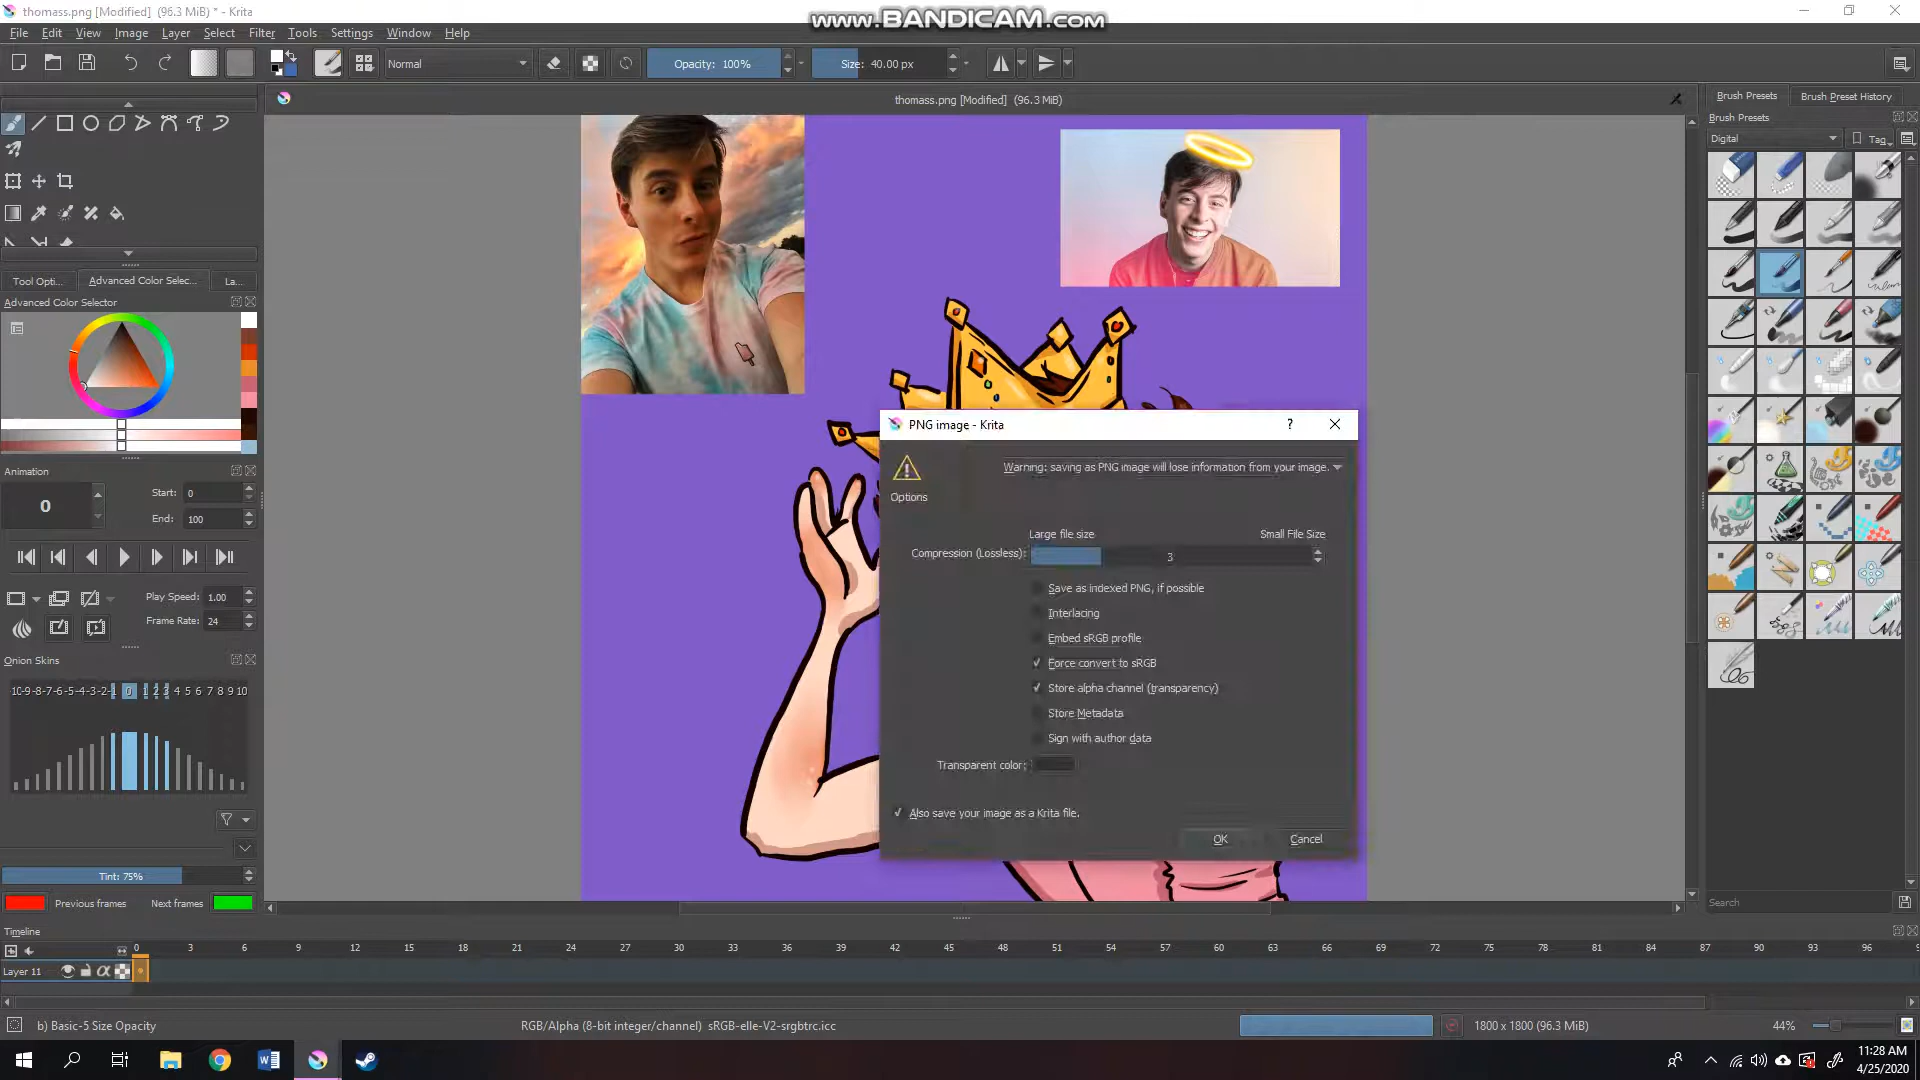 thomass.png [Modified] (96.3 MiB) * - Krita
www.BANDICAM.com
File Edit View Image Layer Select Filter Tools Settings Window Help
Normal
Opacity: 100%
Size: 40.00 px
thomass.png [Modified] (96.3 MiB)
Brush Presets
Brush Preset History
Brush Presets
Digital
Tag
Tool Opti...
Advanced Color Selec...
La...
Advanced Color Selector
Animation
0
Start: 0
End: 100
Play Speed: 1.00
Frame Rate: 24
Onion Skins
10-9-8-7-6-5-4-3-2-1 0 1 2 3 4 5 6 7 8 9 10
Tint: 75%
Previous frames
Next frames
PNG image - Krita
?
Warning: saving as PNG image will lose information from your image.
Options
Large file size
Small File Size
Compression (Lossless):
3
Save as indexed PNG, if possible
Interlacing
Embed sRGB profile
Force convert to sRGB
Store alpha channel (transparency)
Store Metadata
Sign with author data
Transparent color:
Also save your image as a Krita file.
OK
Cancel
Search
Timeline
0 3 6 9 12 15 18 21 24 27 30 33 36 39 42 45 48 51 54 57 60 63 66 69 72 75 78 81 84 87 90 93 96 9
Layer 11
b) Basic-5 Size Opacity
RGB/Alpha (8-bit integer/channel) sRGB-elle-V2-srgbtrc.icc
1800 x 1800 (96.3 MiB)
44%
11:28 AM
4/25/2020